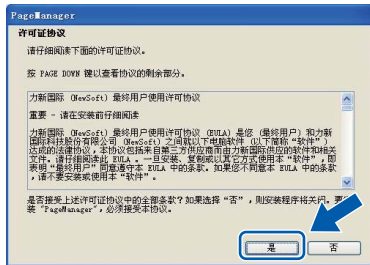 PageManager
许可证协议
请仔细阅读下面的许可证协议。
按 PAGE DOWN 键以查看协议的剩余部分。
力新国际 (NewSoft) 最终用户使用许可协议
重要 - 请在安装前仔细阅读
力新国际 (NewSoft) 最终用户使用许可协议 (EULA) 是您 (最终用户) 和力新
国际科技股份有限公司 (NewSoft) 之间就以下电脑软件 (以下简称“软件”)
达成的法律协议，本协议包括来自第三方供应商而由力新国际供应的软件和相关
文件。请仔细阅读此 EULA 。一旦安装、复制或以其它方式使用本“软件”，即
表明“最终用户”同意遵守本 EULA 中的条款。如果您不同意本 EULA 中的条款
，请不要安装或使用本“软件”。
是否接受上述许可证协议中的全部条款？如果选择“否”，则安装程序将关闭。要安
装“PageManager”，必须接受本协议。
是
否